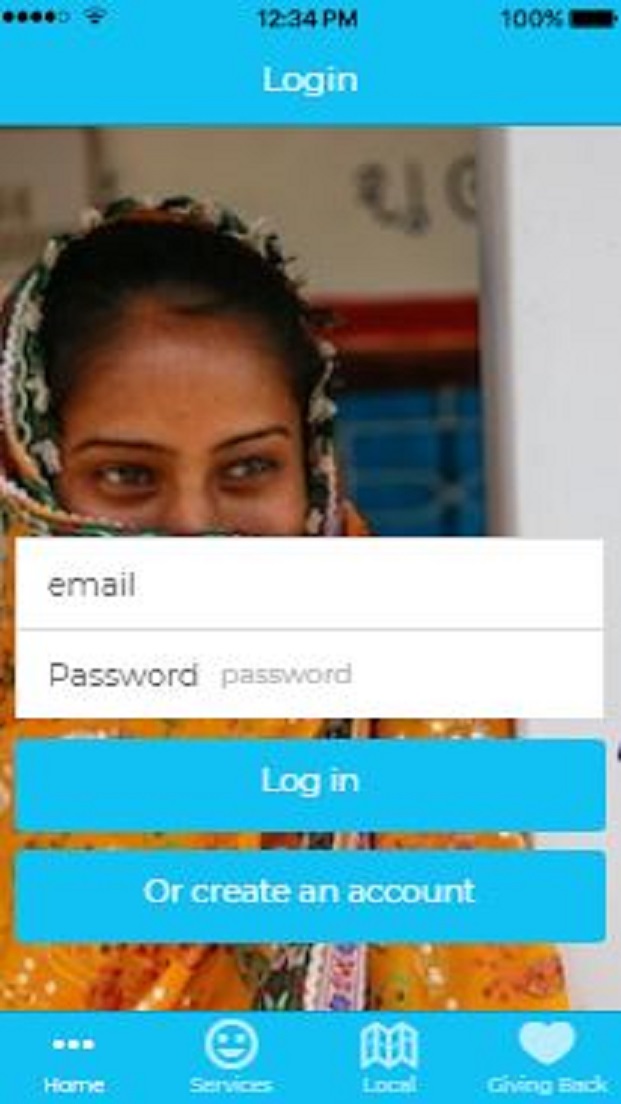 12:34 PM 100%
Login
email
Password password
Log in
Or create an account
Home Services Local Giving Back